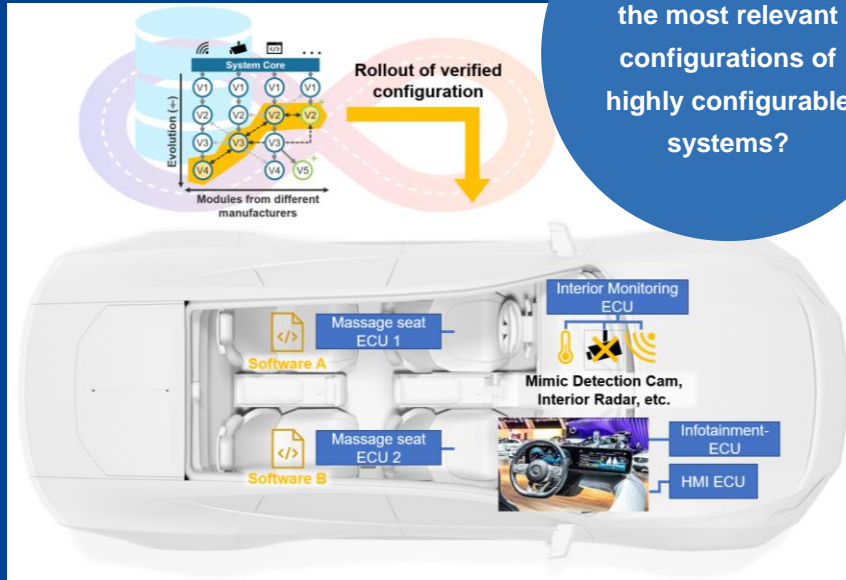 the most relevant
configurations of
highly configurable
systems?
System Core
V1 V1 V1 V1
V2 V2 V2 V2
V3 V3 V3
V4 V4 V5
Evolution (÷)
Modules from different
manufacturers
Rollout of verified
configuration
Massage seat
ECU 1
Software A
Interior Monitoring
ECU
Mimic Detection Cam,
Interior Radar, etc.
Massage seat
ECU 2
Software B
Infotainment-
ECU
HMI ECU